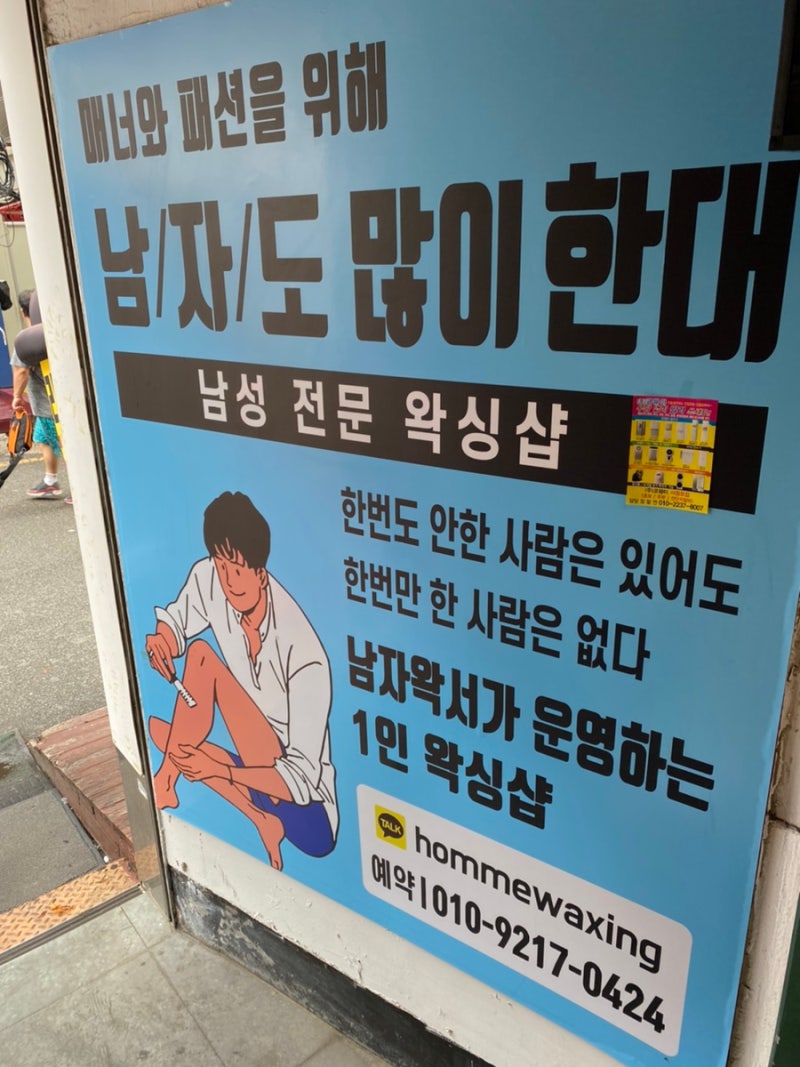 매너와 패션을 위해
남/자/도 많이한대
남성 전문 왁싱샵
한번도 안한 사람은 있어도
한번만 한 사람은 없다
남자왁서가 운영하는
1인 왁싱샵
TALK
hommewaxing
예약 | 010-9217-0424
010-2237-8007